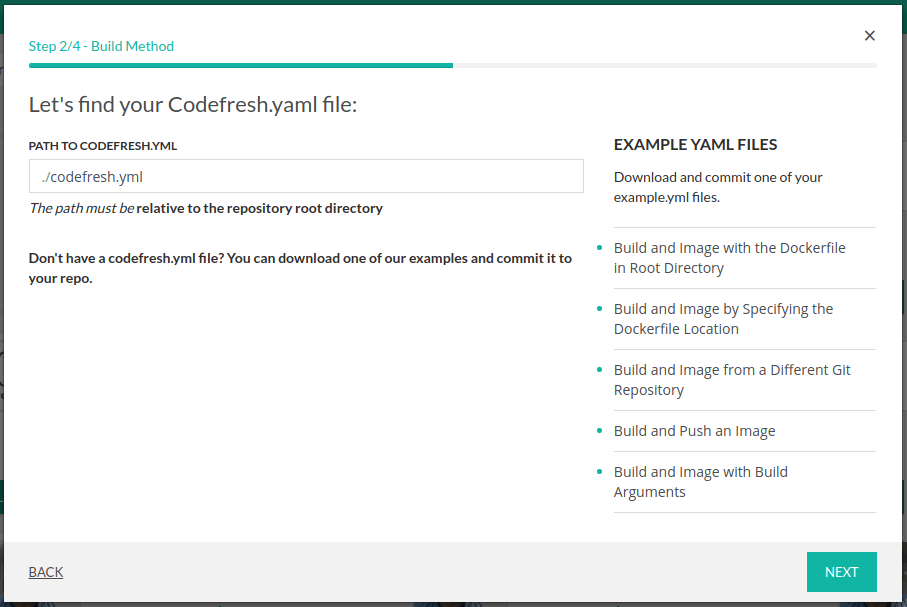 Step 2/4 - Build Method
×
Let's find your Codefresh.yaml file:
PATH TO CODEFRESH.YML
./codefresh.yml
The path must be relative to the repository root directory
Don't have a codefresh.yml file? You can download one of our examples and commit it to
your repo.
EXAMPLE YAML FILES
Download and commit one of your
example.yml files.
Build and Image with the Dockerfile
in Root Directory
Build and Image by Specifying the
Dockerfile Location
Build and Image from a Different Git
Repository
Build and Push an Image
Build and Image with Build
Arguments
BACK
NEXT